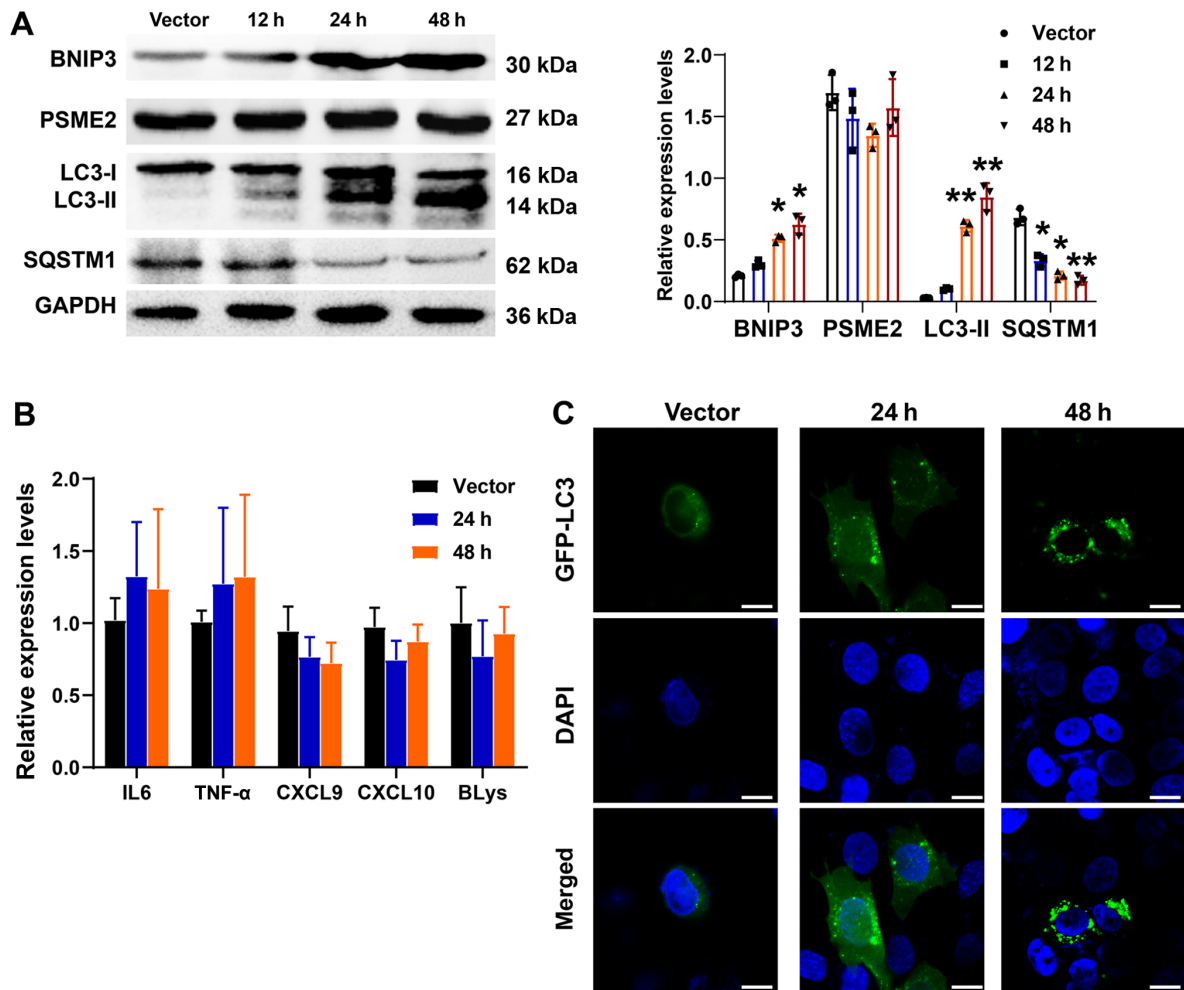 A
Vector 12 h 24 h 48 h
BNIP3 30 kDa
PSME2 27 kDa
LC3-I 16 kDa
LC3-II 14 kDa
SQSTM1 62 kDa
GAPDH 36 kDa
Relative expression levels
2.0
1.5
1.0
0.5
0.0
Vector
12 h
24 h
48 h
* *
** **
* * **
BNIP3 PSME2 LC3-II SQSTM1
B
Relative expression levels
2.0
1.5
1.0
0.5
0.0
Vector
24 h
48 h
IL6 TNF-α CXCL9 CXCL10 BLys
C
Vector 24 h 48 h
GFP-LC3
DAPI
Merged